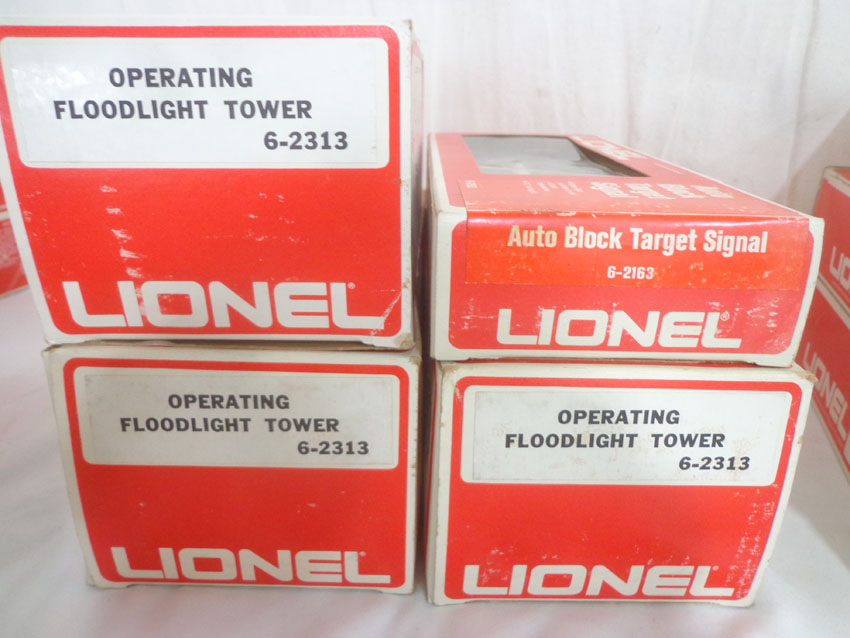 OPERATING
FLOODLIGHT TOWER
6-2313
LIONEL
Auto Block Target Signal
6-2163
LIONEL®
OPERATING
FLOODLIGHT TOWER
6-2313
LIONEL®
OPERATING
FLOODLIGHT TOWER
6-2313
LIONEL®
LIONEL